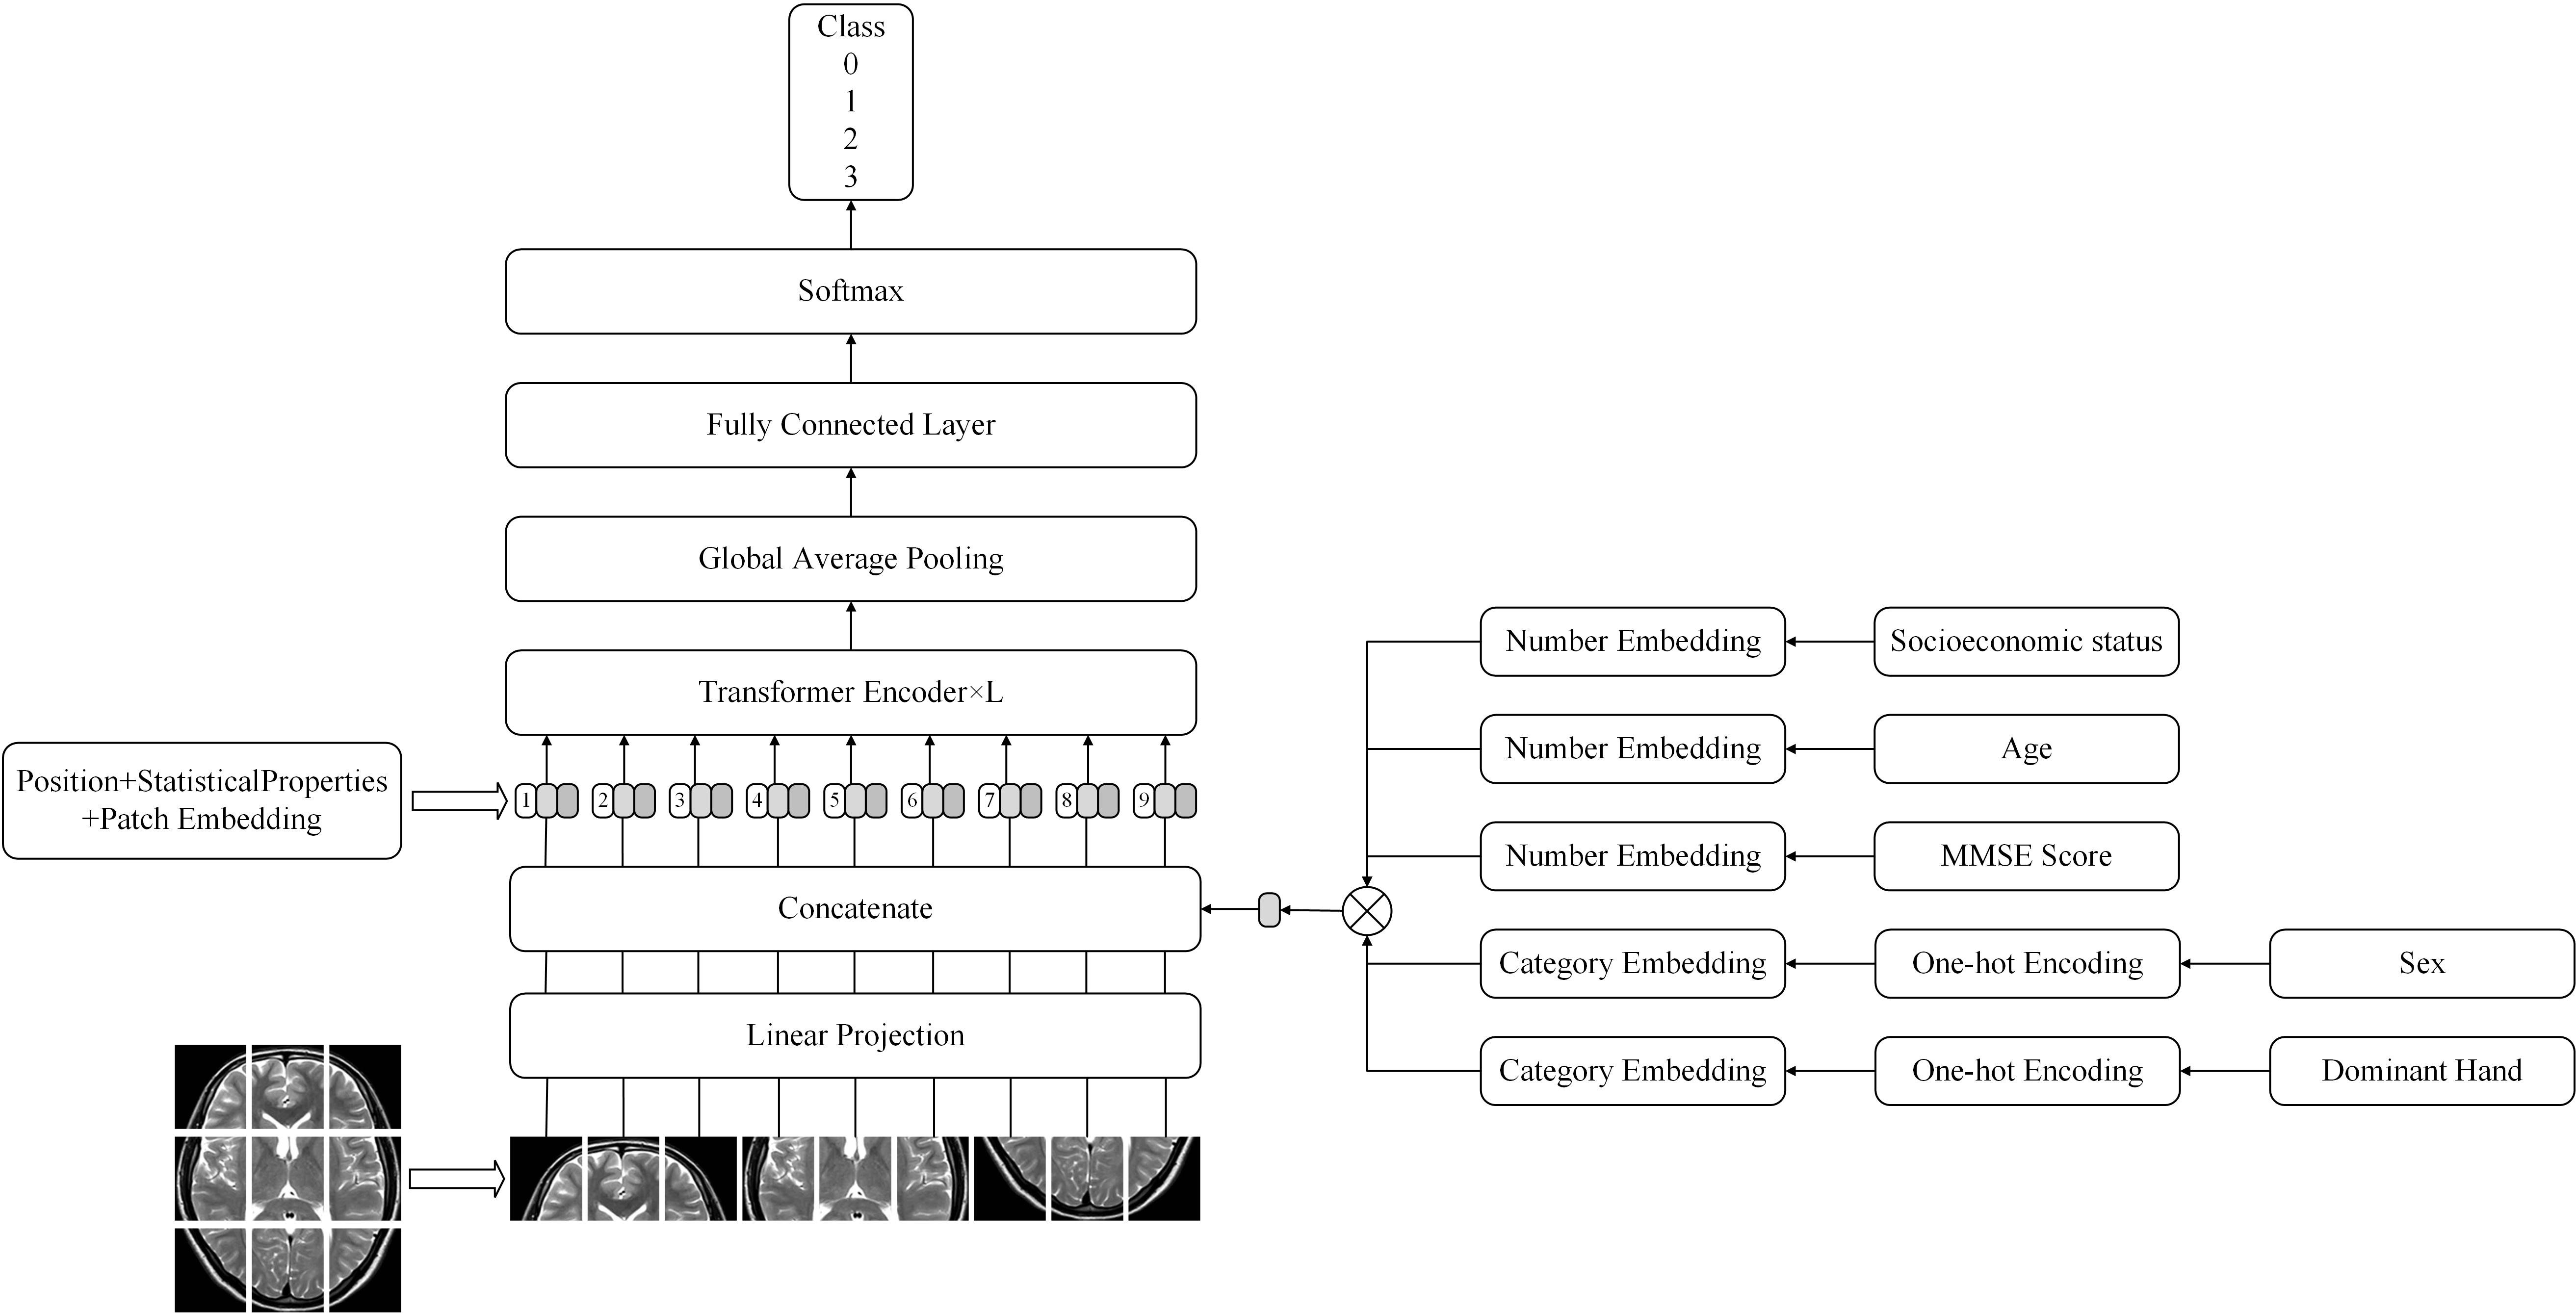 Class
0
1
2
3
Softmax
Fully Connected Layer
Global Average Pooling
Transformer Encoder×L
Position+StatisticalProperties
+Patch Embedding
1 2 3 4 5 6 7 8 9
Concatenate
Linear Projection
Number Embedding Socioeconomic status
Number Embedding Age
Number Embedding MMSE Score
Category Embedding One-hot Encoding Sex
Category Embedding One-hot Encoding Dominant Hand